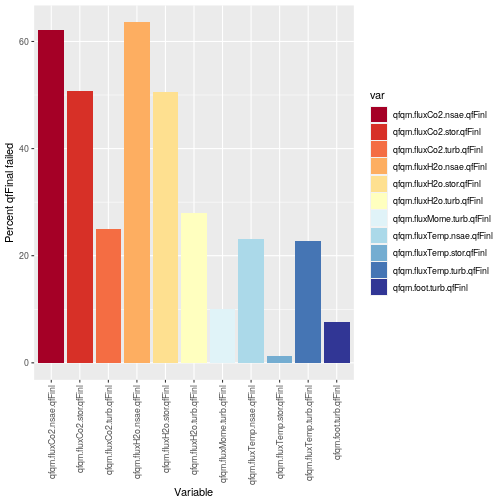 Percent qfFinal failed
60
40
20
0
qfqm.fluxCo2.nsae.qfFinl
qfqm.fluxCo2.stor.qfFinl
qfqm.fluxCo2.turb.qfFinl
qfqm.fluxH2o.nsae.qfFinl
qfqm.fluxH2o.stor.qfFinl
qfqm.fluxH2o.turb.qfFinl
qfqm.fluxMome.turb.qfFinl
qfqm.fluxTemp.nsae.qfFinl
qfqm.fluxTemp.stor.qfFinl
qfqm.fluxTemp.turb.qfFinl
qfqm.foot.turb.qfFinl
Variable
var
qfqm.fluxCo2.nsae.qfFinl
qfqm.fluxCo2.stor.qfFinl
qfqm.fluxCo2.turb.qfFinl
qfqm.fluxH2o.nsae.qfFinl
qfqm.fluxH2o.stor.qfFinl
qfqm.fluxH2o.turb.qfFinl
qfqm.fluxMome.turb.qfFinl
qfqm.fluxTemp.nsae.qfFinl
qfqm.fluxTemp.stor.qfFinl
qfqm.fluxTemp.turb.qfFinl
qfqm.foot.turb.qfFinl